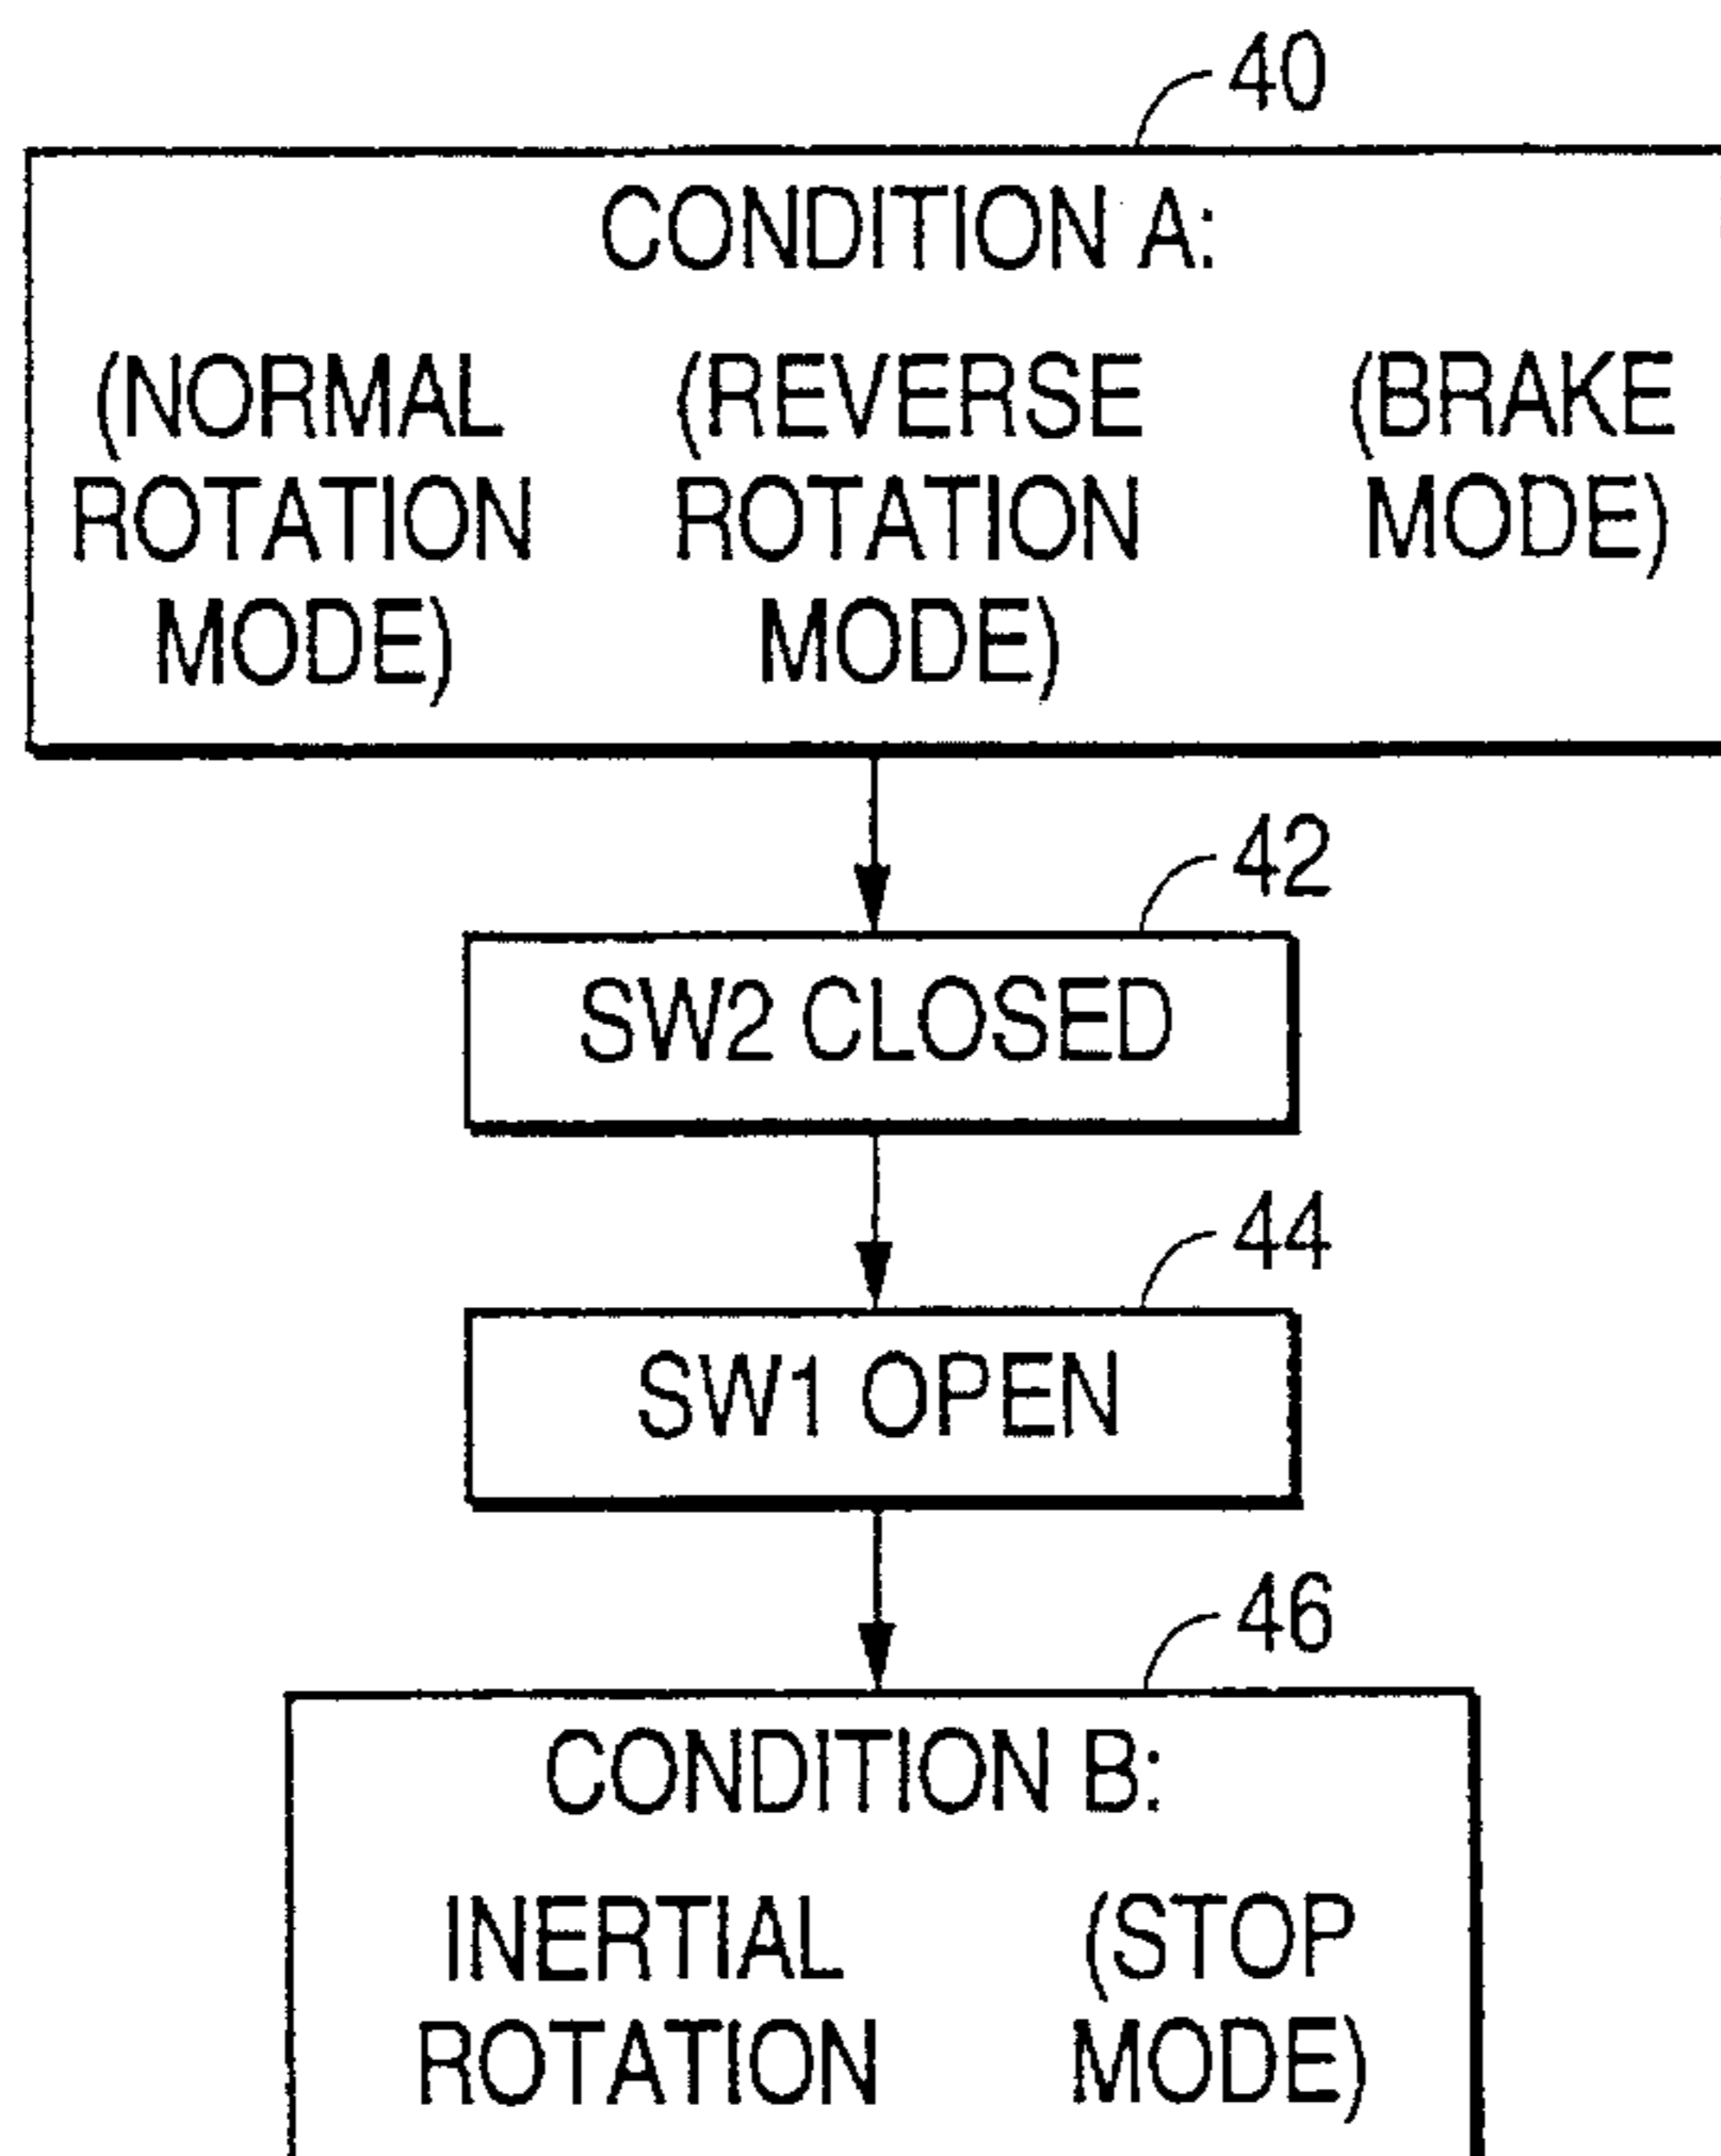 40
CONDITION A:
(NORMAL (REVERSE (BRAKE
ROTATION ROTATION MODE)
MODE) MODE)
42
SW2 CLOSED
44
SW1 OPEN
46
CONDITION B:
INERTIAL (STOP
ROTATION MODE)